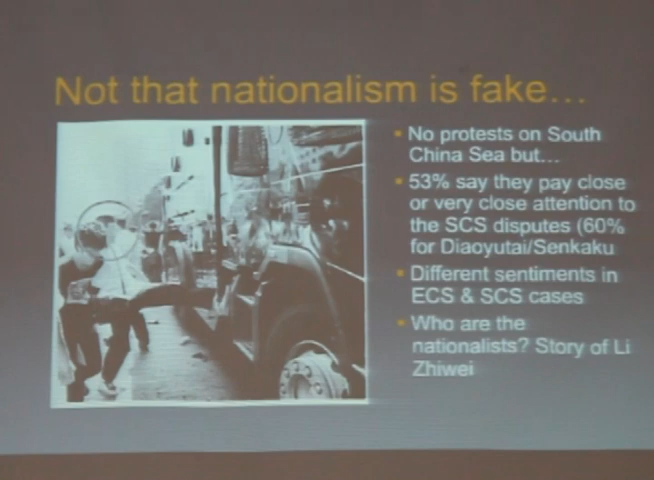 Not that nationalism is fake...
No protests on South
China Sea but...
53% say they pay close
or very close attention to
the SCS disputes (60%
for Diaoyutai/Senkaku
Different sentiments in
ECS & SCS cases
Who are the
nationalists? Story of Li
Zhiwei